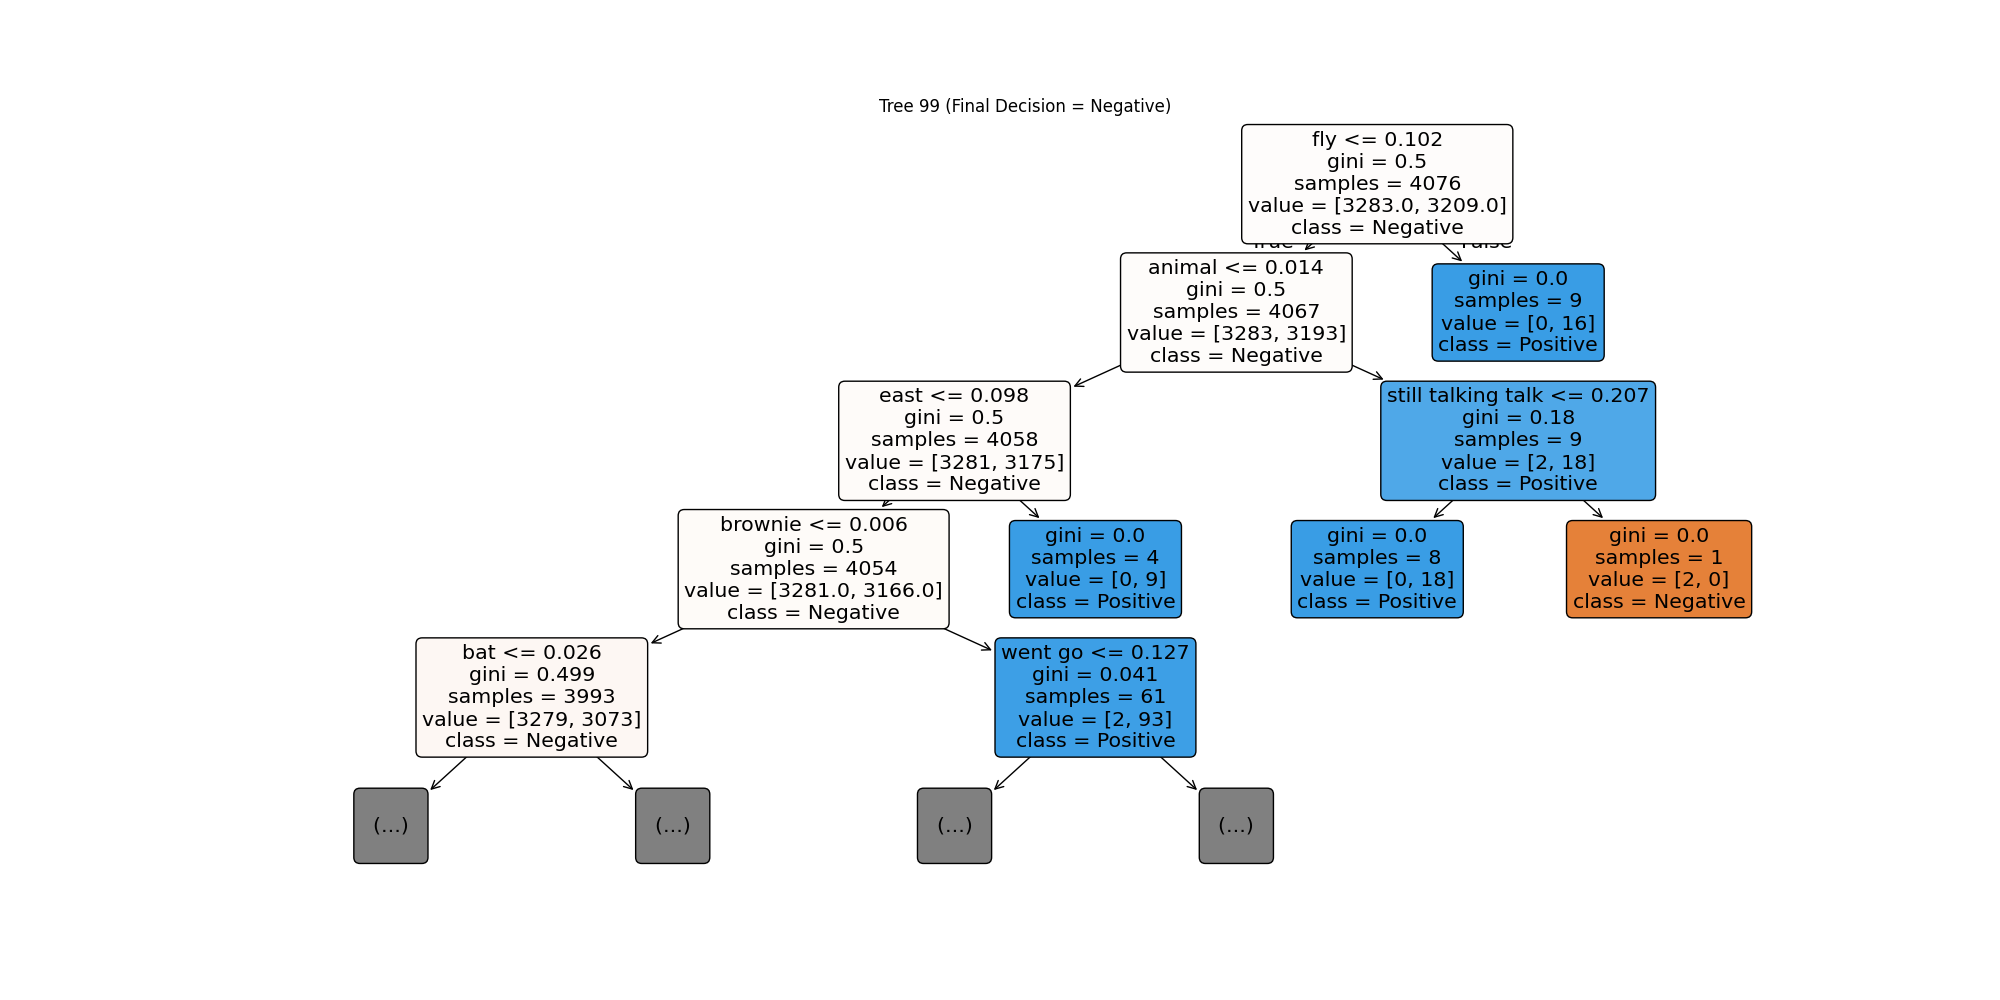 Tree 99 (Final Decision = Negative)
fly <= 0.102
gini = 0.5
samples = 4076
value = [3283.0, 3209.0]
class = Negative
True
False
animal <= 0.014
gini = 0.5
samples = 4067
value = [3283, 3193]
class = Negative
gini = 0.0
samples = 9
value = [0, 16]
class = Positive
east <= 0.098
gini = 0.5
samples = 4058
value = [3281, 3175]
class = Negative
still talking talk <= 0.207
gini = 0.18
samples = 9
value = [2, 18]
class = Positive
brownie <= 0.006
gini = 0.5
samples = 4054
value = [3281.0, 3166.0]
class = Negative
gini = 0.0
samples = 4
value = [0, 9]
class = Positive
gini = 0.0
samples = 8
value = [0, 18]
class = Positive
gini = 0.0
samples = 1
value = [2, 0]
class = Negative
bat <= 0.026
gini = 0.499
samples = 3993
value = [3279, 3073]
class = Negative
went go <= 0.127
gini = 0.041
samples = 61
value = [2, 93]
class = Positive
(...)
(...)
(...)
(...)